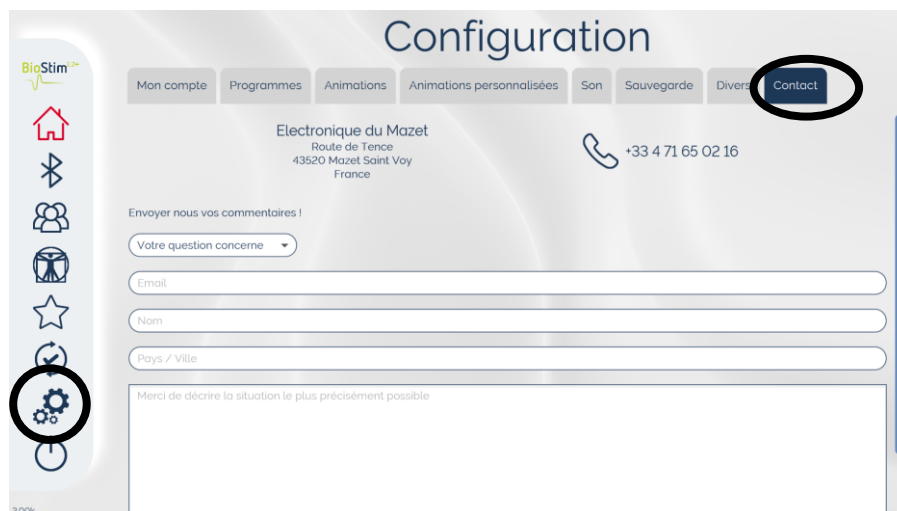 Configuration
BioStim
Mon compte
Programmes
Animations
Animations personnalisées
Son
Sauvegarde
Divers
Contact
Electronique du Mazet
Route de Tence
43520 Mazet Saint Voy
France
+33 4 71 65 02 16
Envoyer nous vos commentaires !
Votre question concerne
Email
Nom
Pays / Ville
Merci de décrire la situation le plus précisément possible